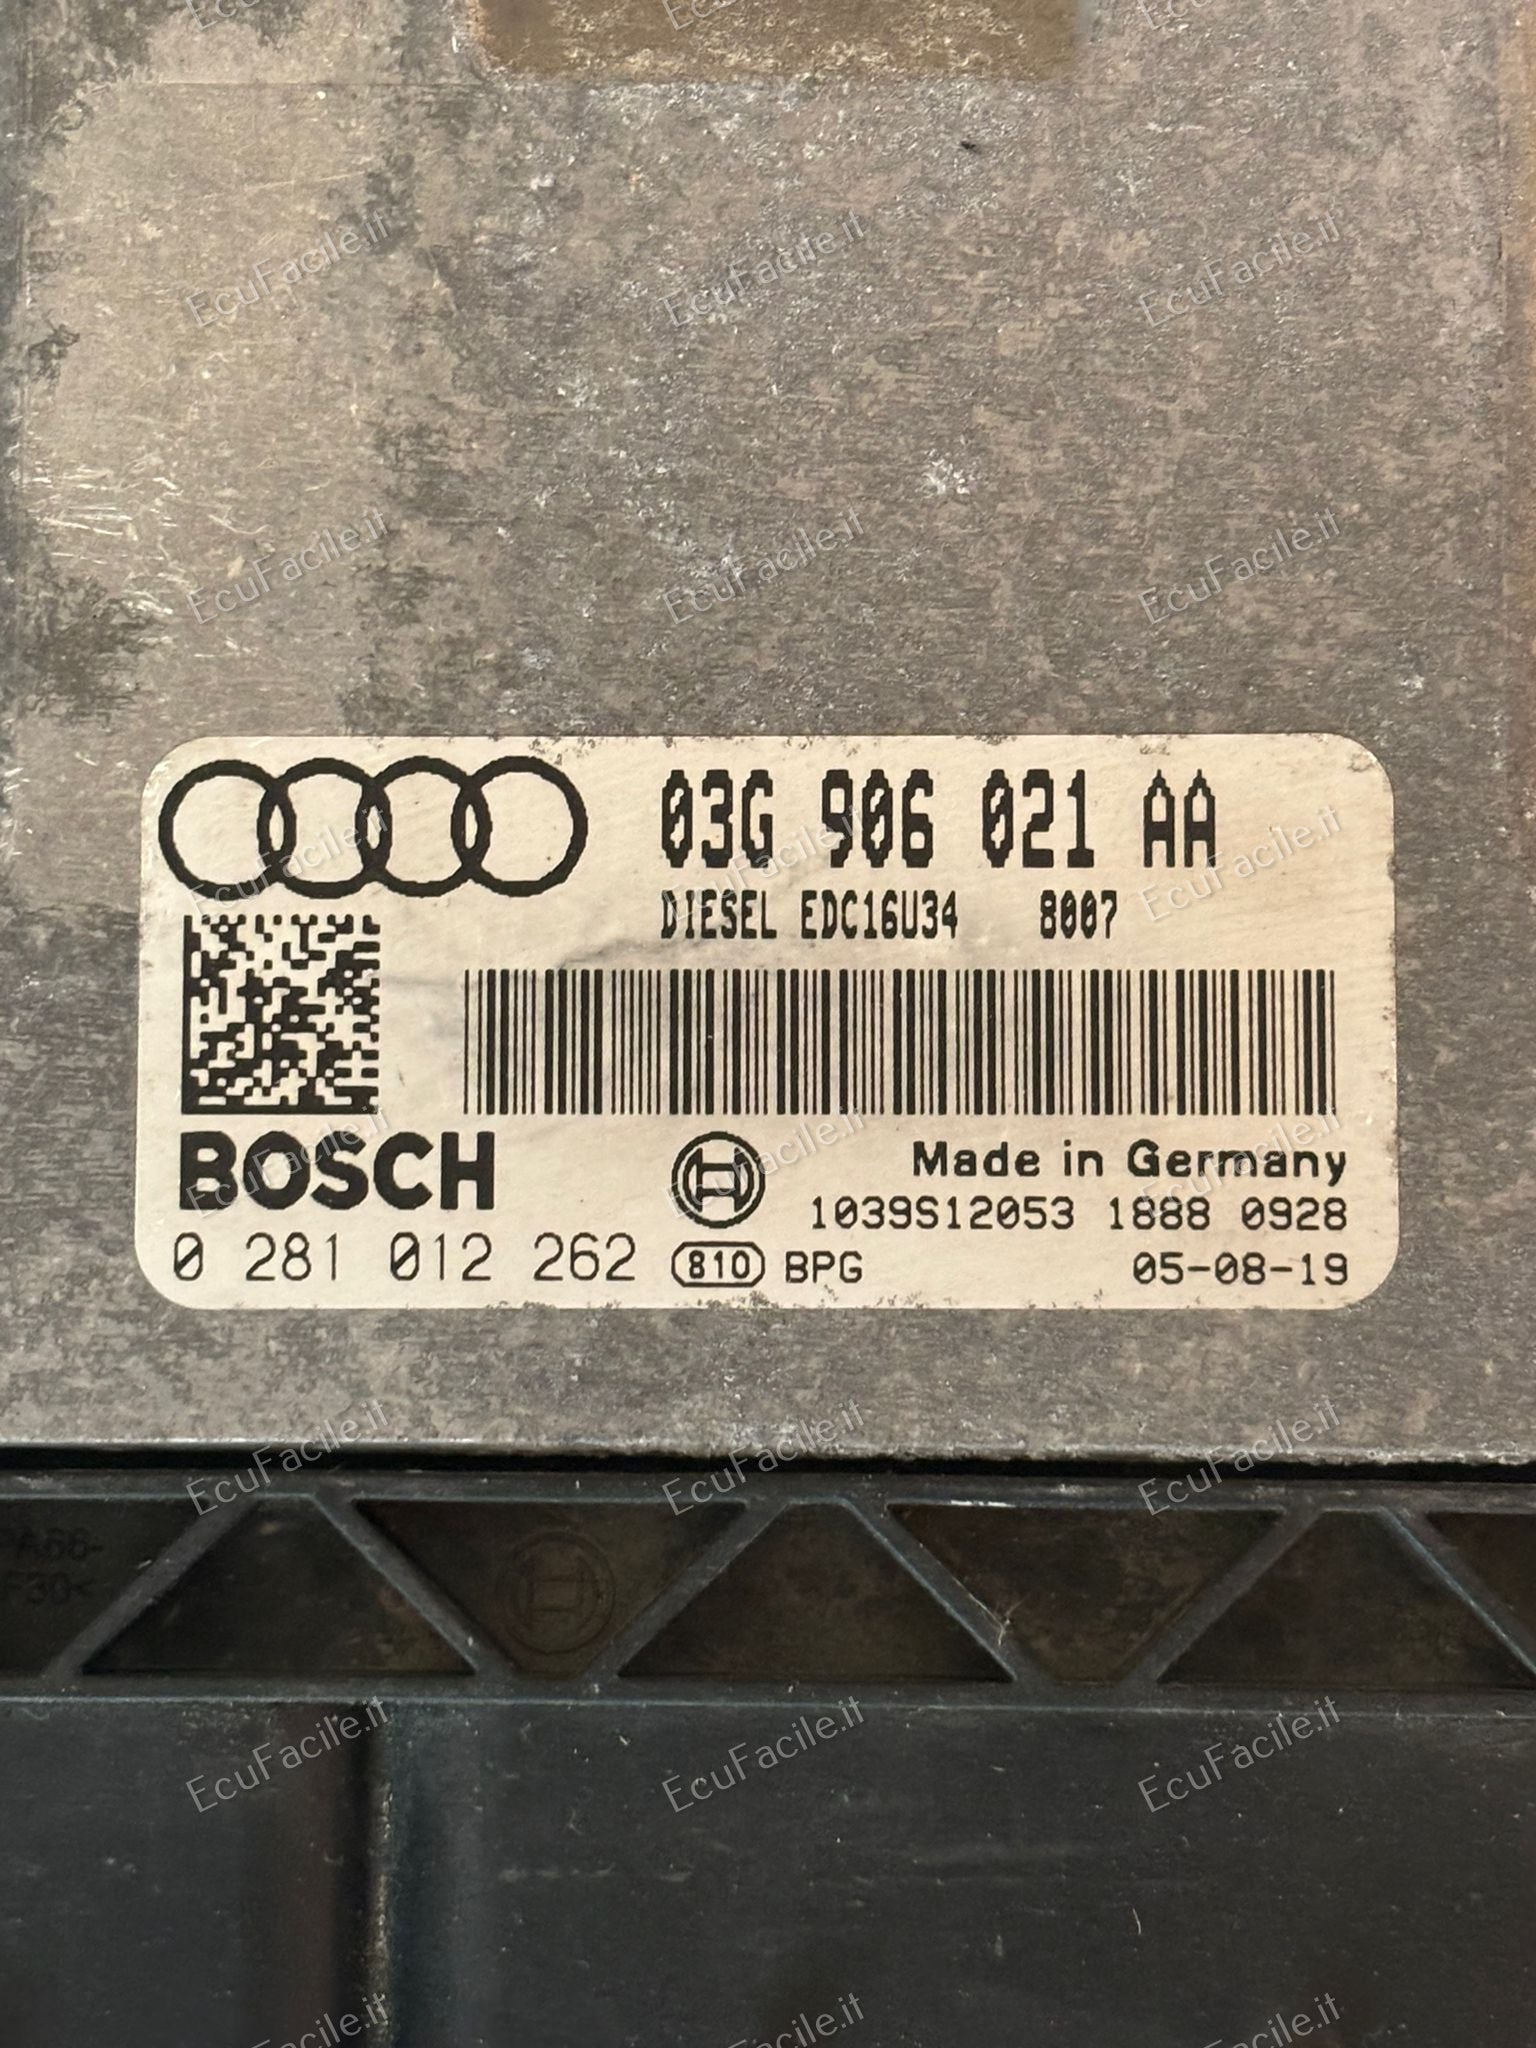 03G 906 021 AA
DIESEL EDC16U34 8007
BOSCH
Made in Germany
1039S12053 1888 0928
0 281 012 262
810 BPG
05-08-19
EcuFacile.it